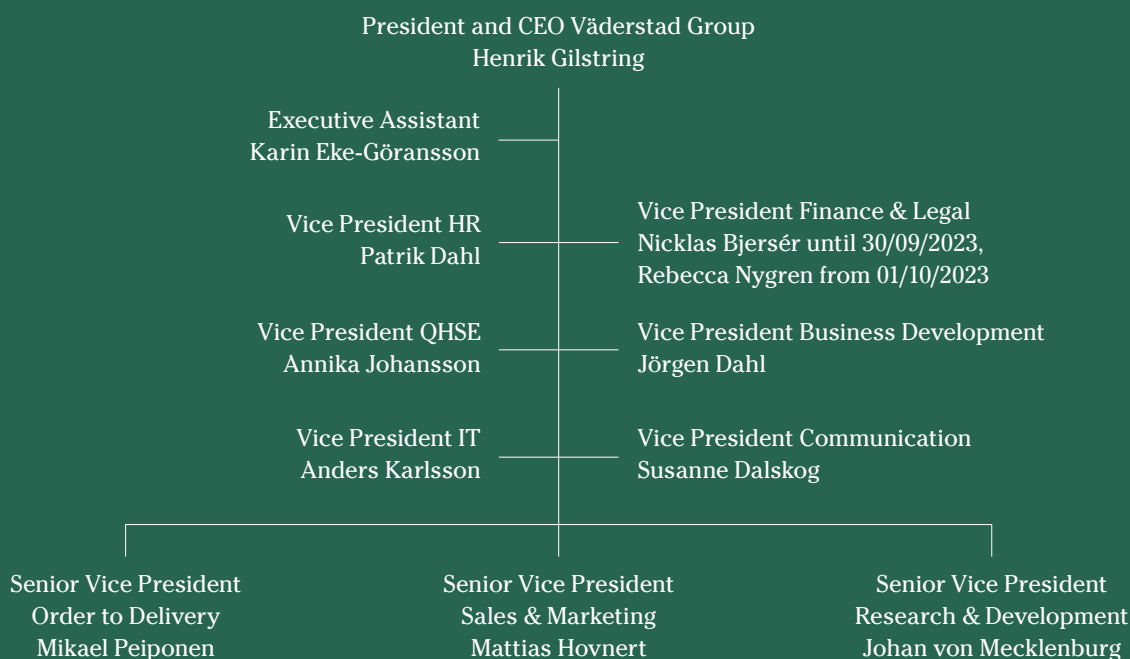 President and CEO Väderstad Group
Henrik Gilstring
Executive Assistant
Karin Eke-Göransson
Vice President HR
Patrik Dahl
Vice President Finance & Legal
Nicklas Bjersér until 30/09/2023,
Rebecca Nygren from 01/10/2023
Vice President QHSE
Annika Johansson
Vice President Business Development
Jörgen Dahl
Vice President IT
Anders Karlsson
Vice President Communication
Susanne Dalskog
Senior Vice President
Order to Delivery
Mikael Peiponen
Senior Vice President
Sales & Marketing
Mattias Hovnert
Senior Vice President
Research & Development
Johan von Mecklenburg